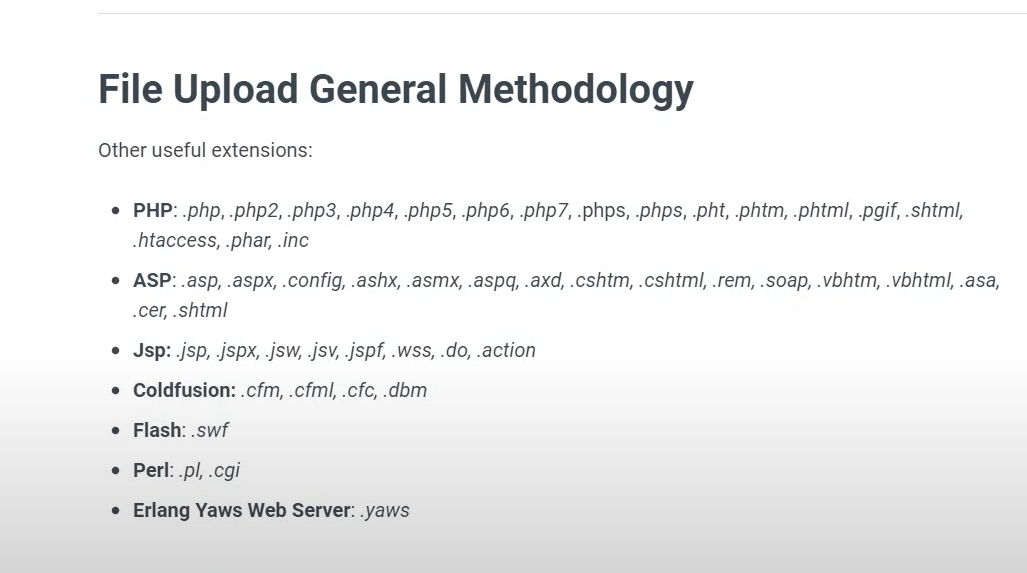 File Upload General Methodology
Other useful extensions:
• PHP: .php, .php2, .php3, .php4, .php5, .php6, .php7, .phps, .phps, .pht, .phtm, .phtml, .pgif, .shtml,
.htaccess, .phar, .inc
• ASP: .asp, .aspx, .config, .ashx, .asmx, .aspq, .axd, .cshtm, .cshtml, .rem, .soap, .vbhtm, .vbhtml, .asa,
.cer, .shtml
• Jsp: .jsp, .jspx, .jsw, .jsv, .jspf, .wss, .do, .action
• Coldfusion: .cfm, .cfml, .cfc, .dbm
• Flash: .swf
• Perl: .pl, .cgi
• Erlang Yaws Web Server: .yaws